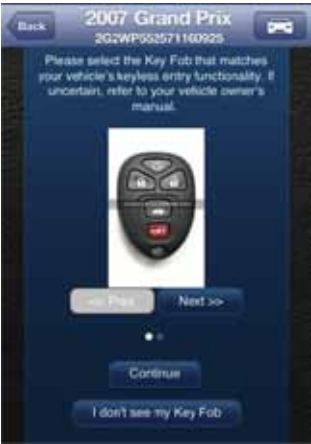 Back
2007 Grand Prix
2G2WP552571160925
Please select the Key Fob that matches
your vehicle's keyless entry functionality. If
uncertain, refer to your vehicle owner's
manual.
<< Prev
Next >>
Continue
I don't see my Key Fob